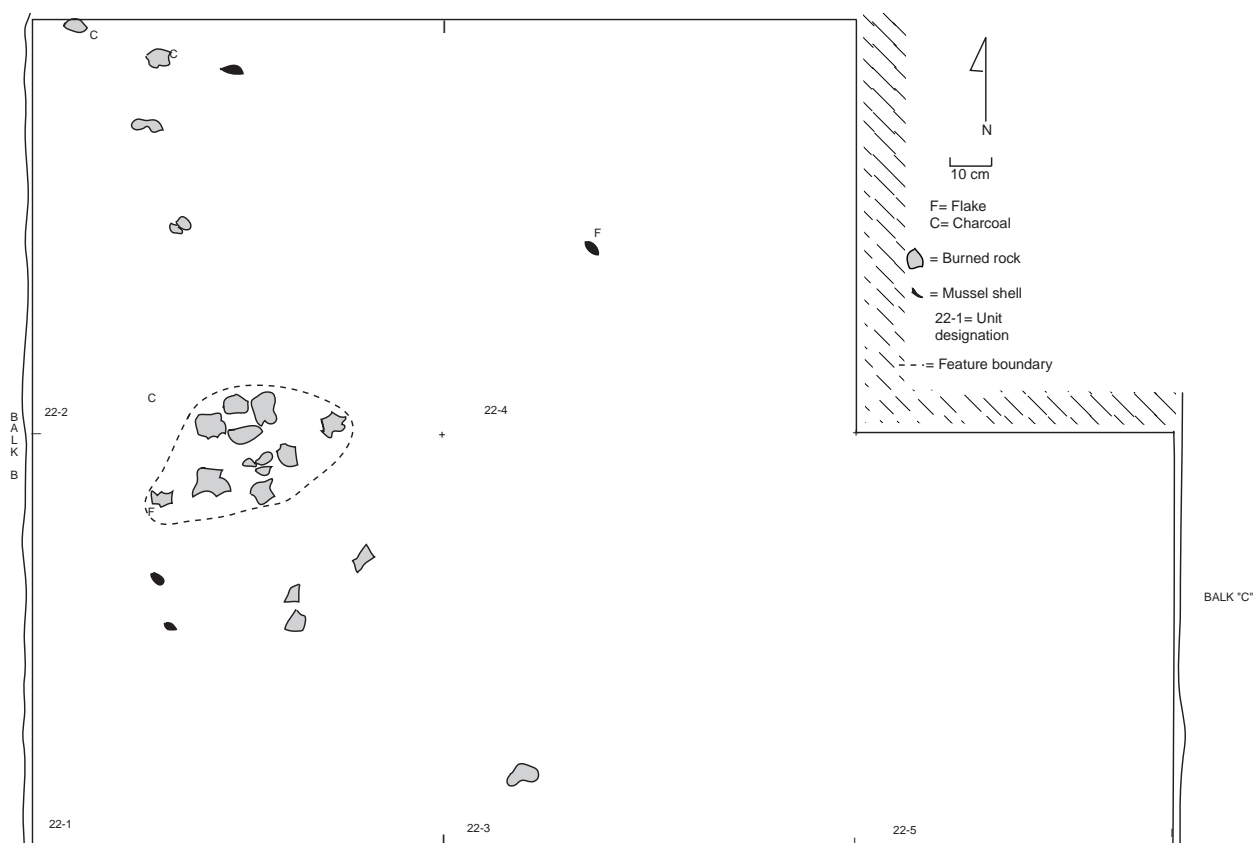 C
C
N
10 cm
F= Flake
C= Charcoal
F
= Burned rock
= Mussel shell
22-1= Unit
designation
= Feature boundary
C
22-2
22-4
BALK B
F
BALK "C"
22-1
22-3
22-5